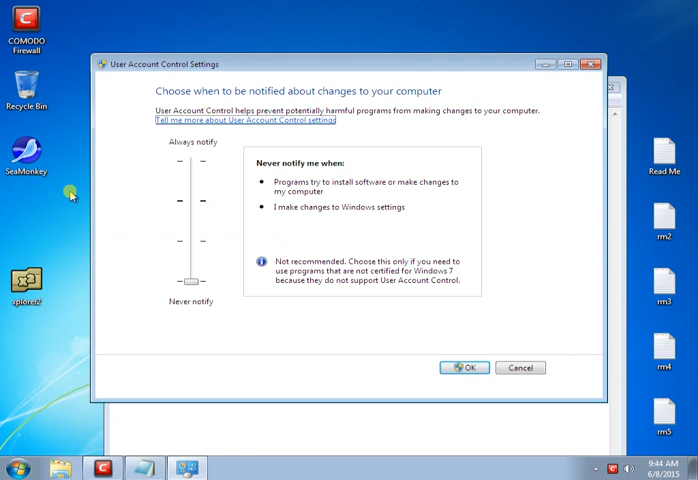 COMODO
Firewall
Recycle Bin
SeaMonkey
xplorer2
User Account Control Settings
Choose when to be notified about changes to your computer
User Account Control helps prevent potentially harmful programs from making changes to your computer.
Tell me more about User Account Control settings
Always notify
Never notify me when:
Programs try to install software or make changes to
my computer
I make changes to Windows settings
Not recommended. Choose this only if you need to
use programs that are not certified for Windows 7
because they do not support User Account Control.
Never notify
OK
Cancel
Read Me
rm2
rm3
rm4
rm5
9:44 AM
6/8/2015